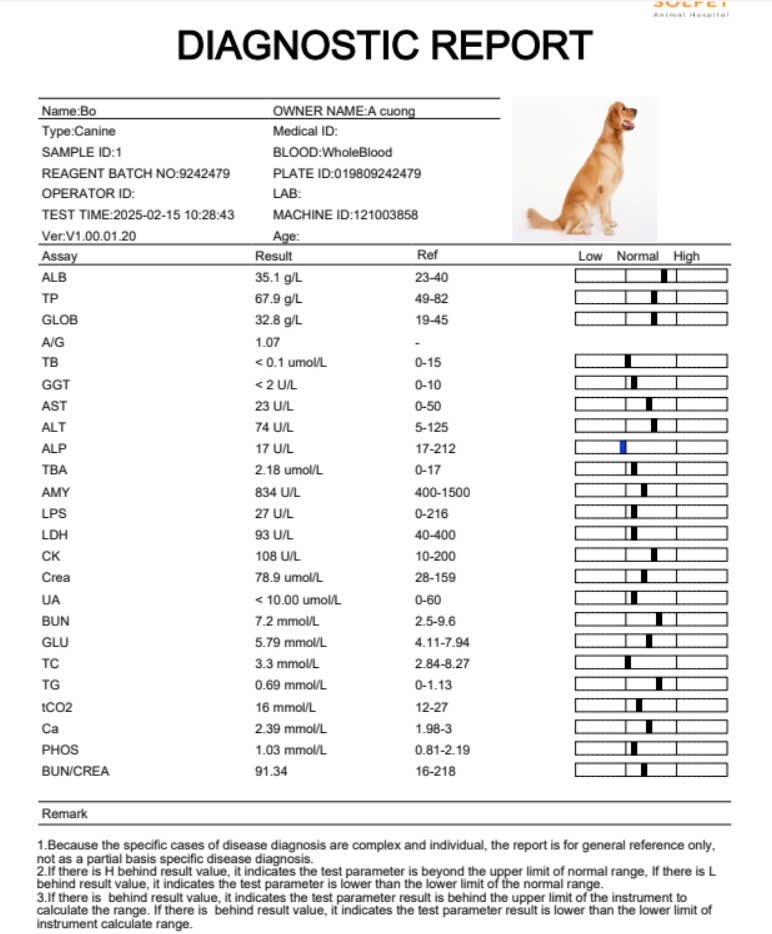 Animal Hospital
DIAGNOSTIC REPORT
Name:Bo OWNER NAME:A cuong
Type:Canine Medical ID:
SAMPLE ID:1 BLOOD:WholeBlood
REAGENT BATCH NO:9242479 PLATE ID:019809242479
OPERATOR ID: LAB:
TEST TIME:2025-02-15 10:28:43 MACHINE ID:121003858
Ver:V1.00.01.20 Age:
Assay Result Ref Low Normal High
ALB 35.1 g/L 23-40
TP 67.9 g/L 49-82
GLOB 32.8 g/L 19-45
A/G 1.07 -
TB < 0.1 umol/L 0-15
GGT < 2 U/L 0-10
AST 23 U/L 0-50
ALT 74 U/L 5-125
ALP 17 U/L 17-212
TBA 2.18 umol/L 0-17
AMY 834 U/L 400-1500
LPS 27 U/L 0-216
LDH 93 U/L 40-400
CK 108 U/L 10-200
Crea 78.9 umol/L 28-159
UA < 10.00 umol/L 0-60
BUN 7.2 mmol/L 2.5-9.6
GLU 5.79 mmol/L 4.11-7.94
TC 3.3 mmol/L 2.84-8.27
TG 0.69 mmol/L 0-1.13
tCO2 16 mmol/L 12-27
Ca 2.39 mmol/L 1.98-3
PHOS 1.03 mmol/L 0.81-2.19
BUN/CREA 91.34 16-218
Remark
1.Because the specific cases of disease diagnosis are complex and individual, the report is for general reference only,
not as a partial basis specific disease diagnosis.
2.If there is H behind result value, it indicates the test parameter is beyond the upper limit of normal range, If there is L
behind result value, it indicates the test parameter is lower than the lower limit of the normal range.
3.If there is  behind result value, it indicates the test parameter result is behind the upper limit of the instrument to
calculate the range. If there is  behind result value, it indicates the test parameter result is lower than the lower limit of
instrument calculate range.